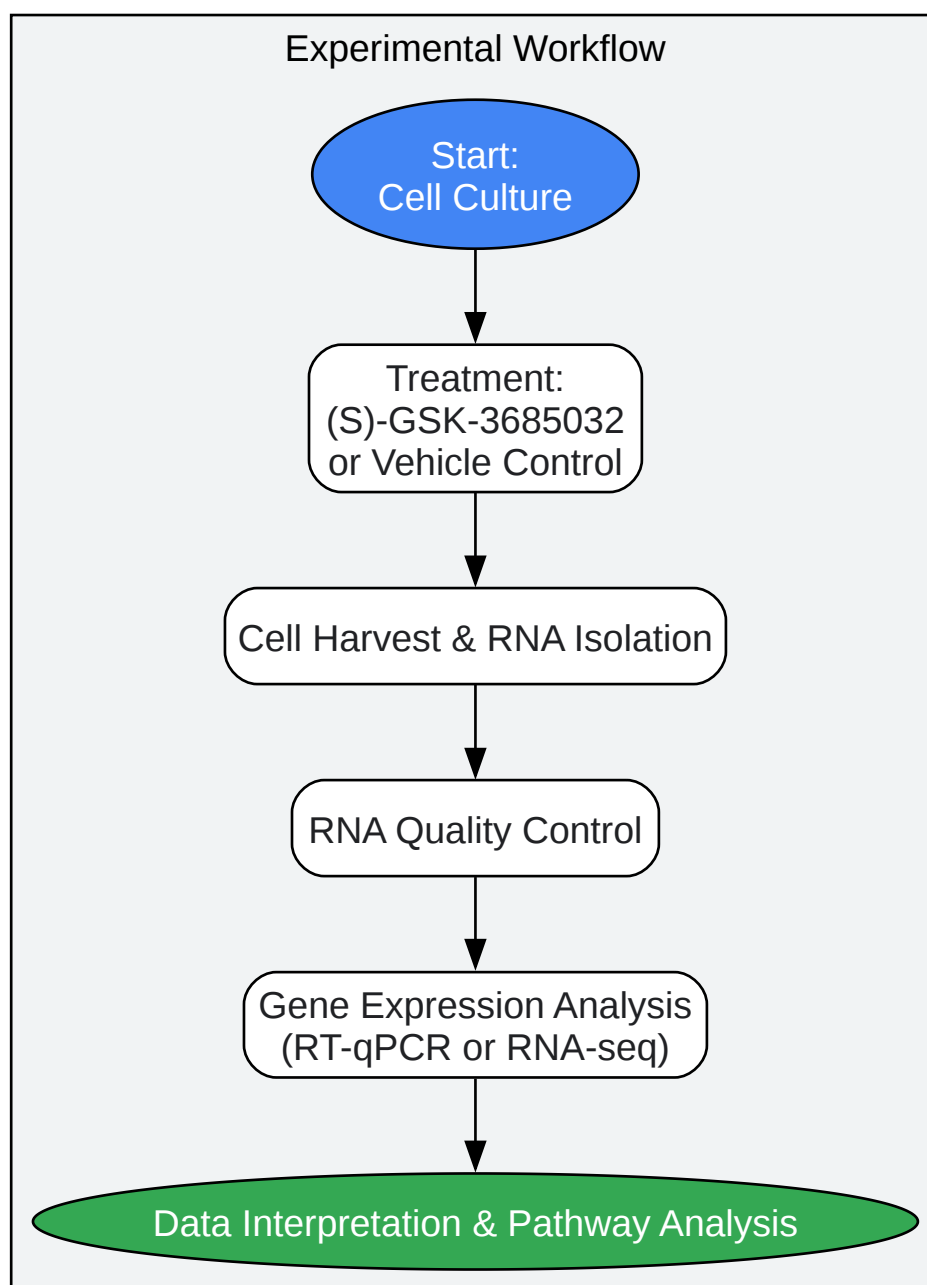 Experimental Workflow
Start:
Cell Culture
Treatment:
(S)-GSK-3685032
or Vehicle Control
Cell Harvest & RNA Isolation
RNA Quality Control
Gene Expression Analysis
(RT-qPCR or RNA-seq)
Data Interpretation & Pathway Analysis